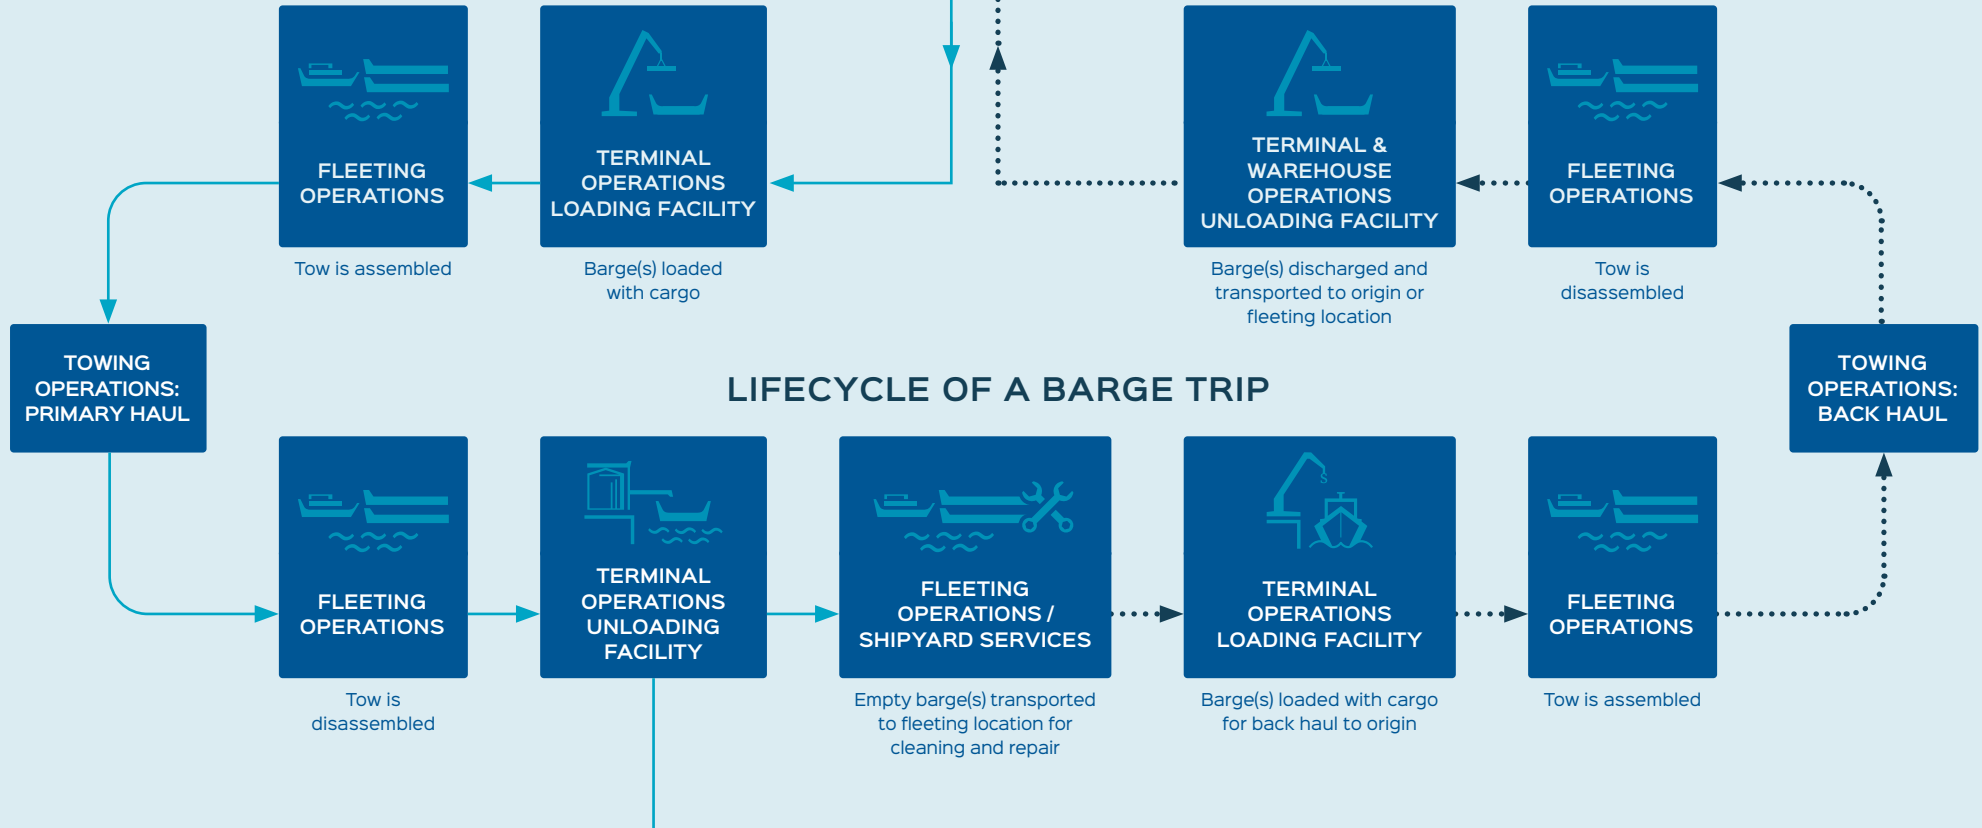 FLEETING
OPERATIONS
Tow is assembled
TERMINAL
OPERATIONS
LOADING FACILITY
Barge(s) loaded
with cargo
TERMINAL &
WAREHOUSE
OPERATIONS
UNLOADING FACILITY
Barge(s) discharged and
transported to origin or
fleeting location
FLEETING
OPERATIONS
Tow is
disassembled
TOWING
OPERATIONS:
PRIMARY HAUL
LIFECYCLE OF A BARGE TRIP
TOWING
OPERATIONS:
BACK HAUL
FLEETING
OPERATIONS
Tow is
disassembled
TERMINAL
OPERATIONS
UNLOADING
FACILITY
FLEETING
OPERATIONS /
SHIPYARD SERVICES
Empty barge(s) transported
to fleeting location for
cleaning and repair
TERMINAL
OPERATIONS
LOADING FACILITY
Barge(s) loaded with cargo
for back haul to origin
FLEETING
OPERATIONS
Tow is assembled